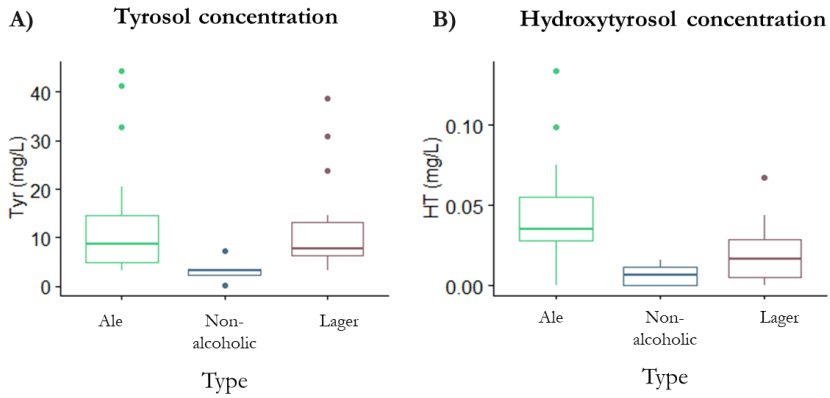 A)
Tyrosol concentration
Tyr (mg/L)
40
30
20
10
0
Ale
Non-
alcoholic
Lager
Type
B)
Hydroxytyrosol concentration
HT (mg/L)
0.10
0.05
0.00
Ale
Non-
alcoholic
Lager
Type